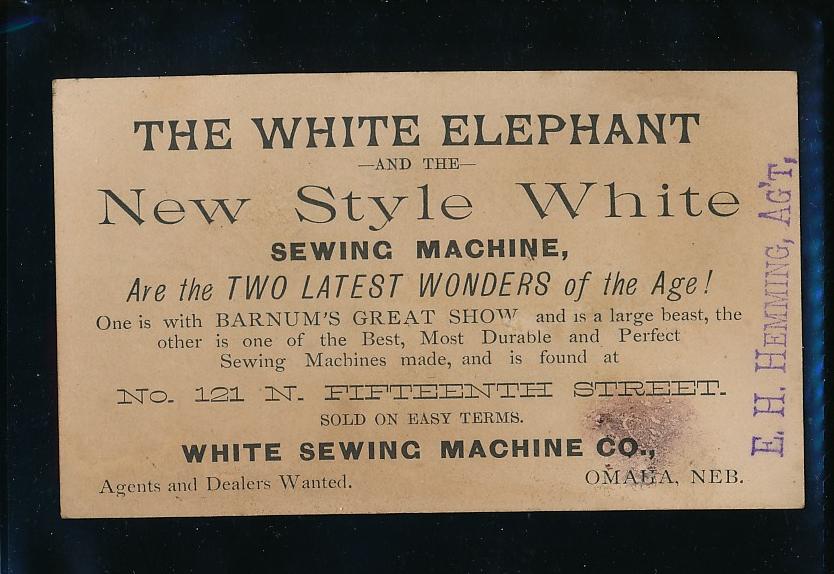 THE WHITE ELEPHANT
—AND THE—
New Style White
SEWING MACHINE,
Are the TWO LATEST WONDERS of the Age!
One is with BARNUM'S GREAT SHOW and is a large beast, the
other is one of the Best, Most Durable and Perfect
Sewing Machines made, and is found at
No. 121 N. FIFTEENTH STREET.
SOLD ON EASY TERMS.
WHITE SEWING MACHINE CO.,
Agents and Dealers Wanted. OMAHA, NEB.
E. H. HEMMING, AG'T,